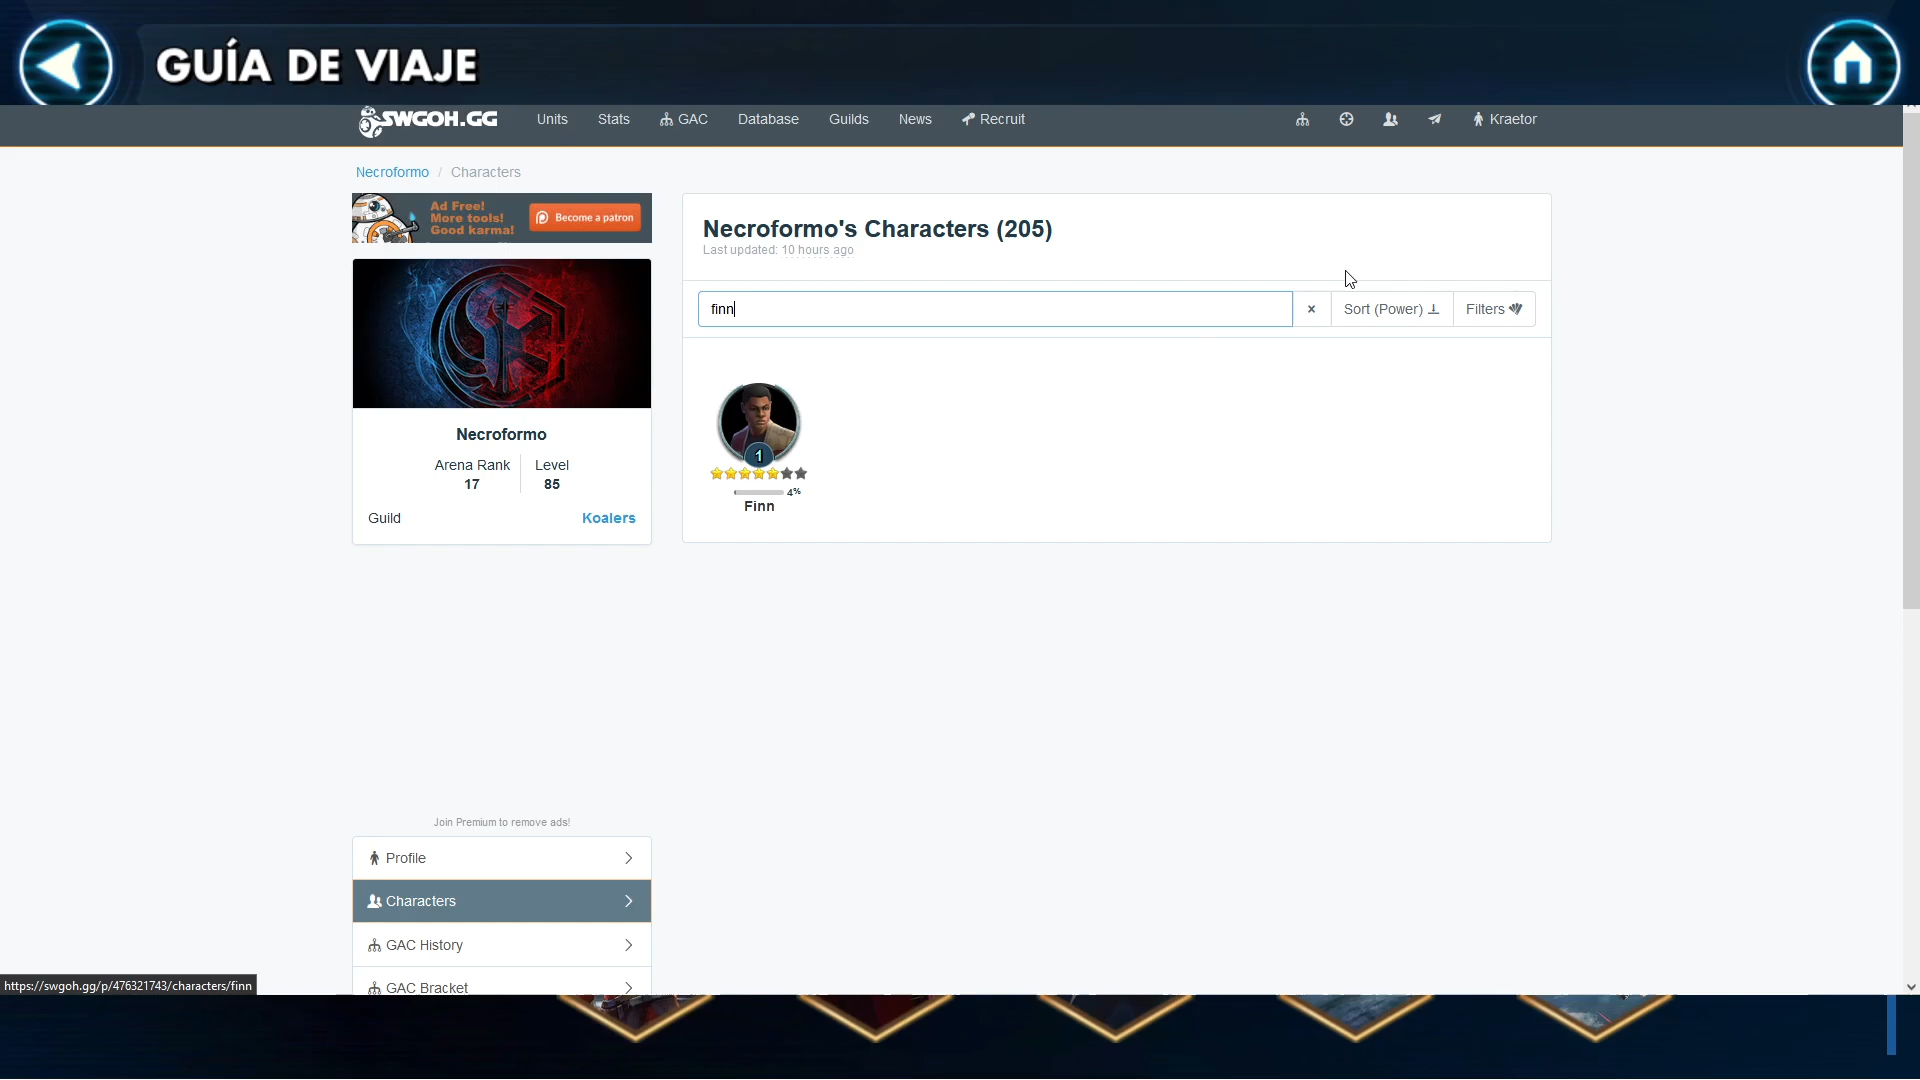 GUÍA DE VIAJE
SWGOH.GG
Units
Stats
GAC
Database
Guilds
News
Recruit
Kraetor
Necroformo / Characters
Ad Free!
More tools!
Good karma!
Become a patron
Necroformo
Arena Rank
17
Level
85
Guild
Koalers
Join Premium to remove ads!
Profile
Characters
GAC History
GAC Bracket
Necroformo's Characters (205)
Last updated: 10 hours ago
finn
×
Sort (Power)
Filters
1
4%
Finn
https://swgoh.gg/p/476321743/characters/finn